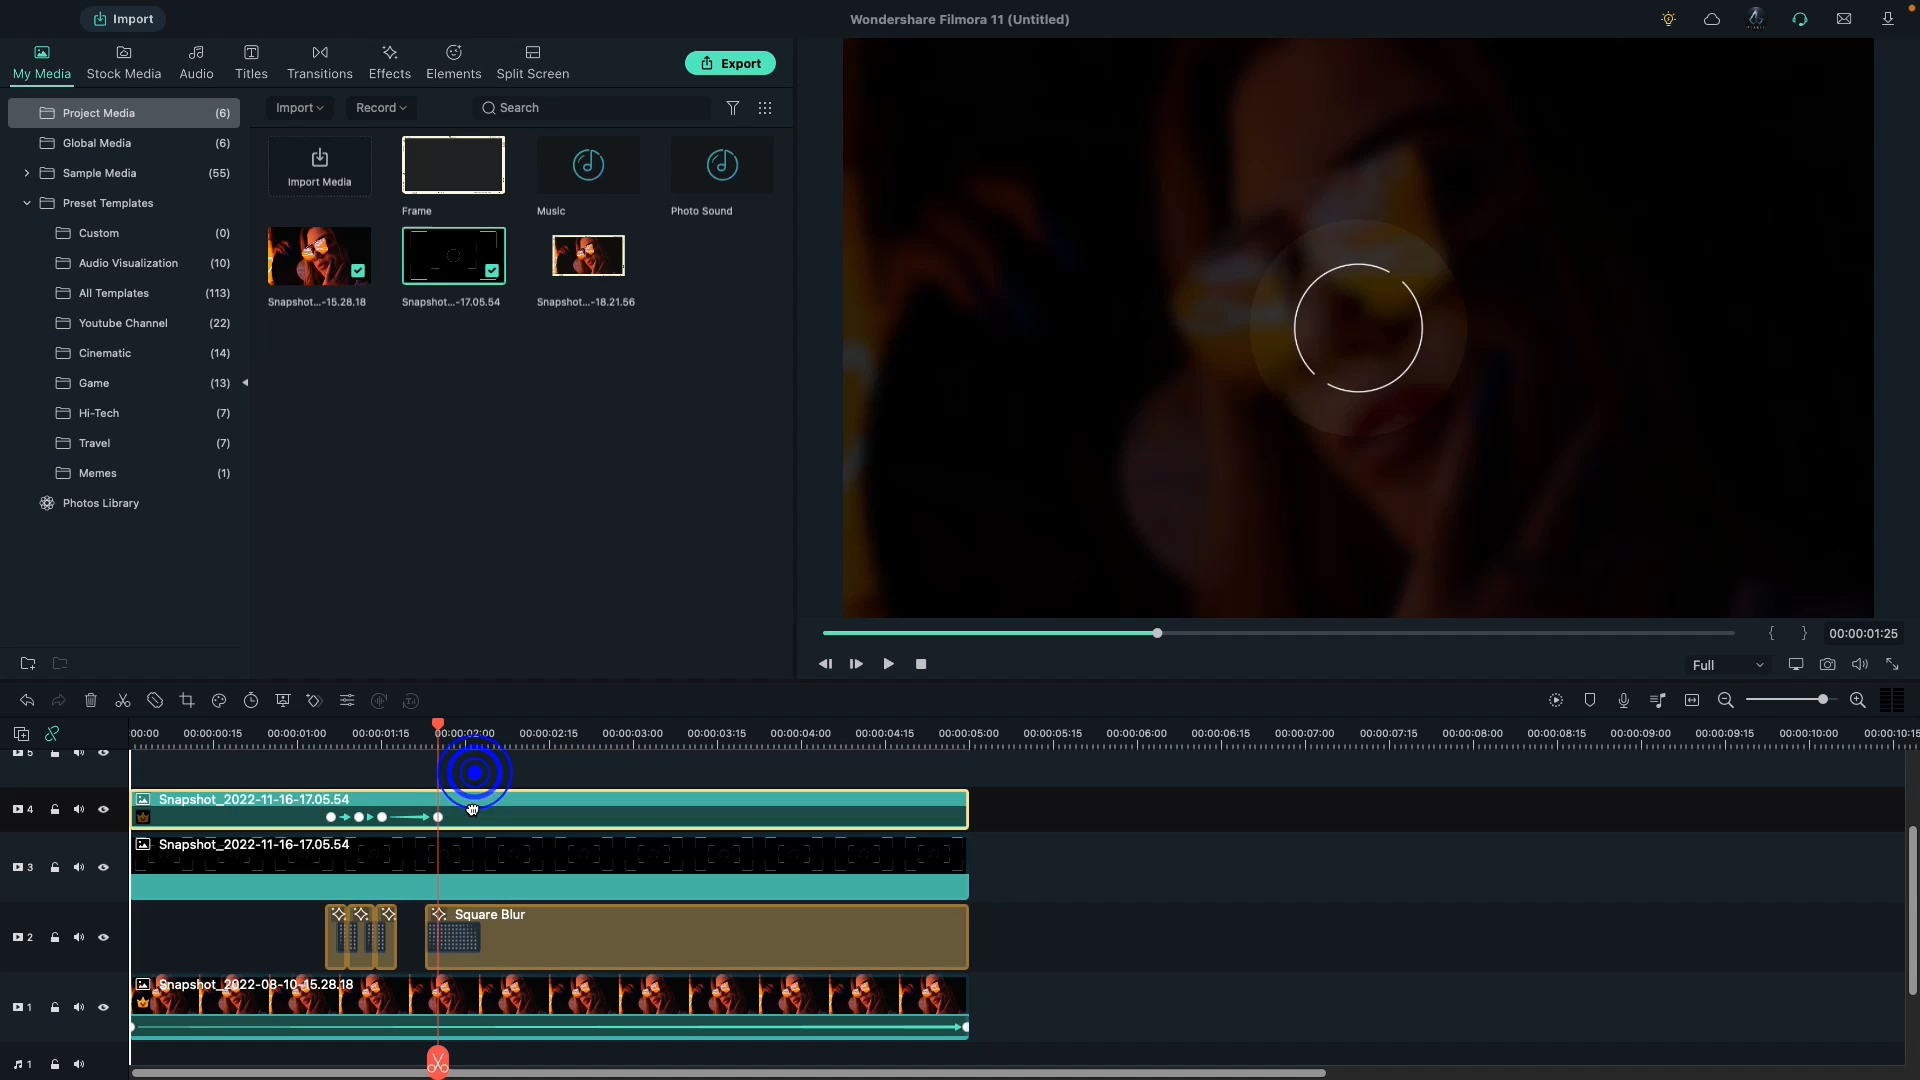 Import
Wondershare Filmora 11 (Untitled)
My Media
Stock Media
Audio
Titles
Transitions
Effects
Elements
Split Screen
Export
Project Media (6)
Global Media (6)
Sample Media (55)
Preset Templates
Custom (0)
Audio Visualization (10)
All Templates (113)
Youtube Channel (22)
Cinematic (14)
Game (13)
Hi-Tech (7)
Travel (7)
Memes (1)
Photos Library
Import
Record
Search
Import Media
Frame
Music
Photo Sound
Snapshot...-15.28.18
Snapshot...-17.05.54
Snapshot...-18.21.56
00:00:01:25
Full
:00:00 00:00:00:15 00:00:01:00 00:00:01:15 00:00:02:00 00:00:02:15 00:00:03:00 00:00:03:15 00:00:04:00 00:00:04:15 00:00:05:00 00:00:05:15 00:00:06:00 00:00:06:15 00:00:07:00 00:00:07:15 00:00:08:00 00:00:08:15 00:00:09:00 00:00:09:15 00:00:10:00 00:00:10:15
5
4
Snapshot_2022-11-16-17.05.54
3
Snapshot_2022-11-16-17.05.54
2
Square Blur
1
Snapshot_2022-08-10-15.28.18
1